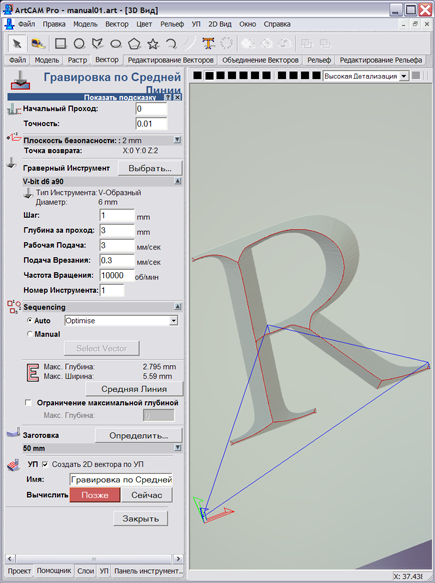 ArtCAM Pro - manual01.art - [3D Вид]
Файл Правка Модель Вектор Рельеф УП 2D Вид Окно Справка
Файл Модель Растр Вектор Редактирование Векторов Объединение Векторов Рельеф Редактирование Рельефа
Гравировка по Средней Линии
Показать подсказку
Высокая Детализация
Начальный Проход: 0
Точность: 0.01
Плоскость безопасности: : 2 mm
Точка возврата: X:0 Y:0 Z:2
Граверный Инструмент Выбрать...
V-bit d6 a90
Тип Инструмента: V-Образный
Диаметр: 6 mm
Шаг: 1 mm
Глубина за проход: 3 mm
Рабочая Подача: 3 мм/сек
Подача Врезания: 0.3 мм/сек
Частота Вращения: 10000 об/мин
Номер Инструмента: 1
Sequencing
Auto Optimise
Manual
Select Vector
Макс. Глубина: 2.795 mm
Макс. Ширина: 5.59 mm
Средняя Линия
Ограничение максимальной глубиной
Макс. Глубина:
Заготовка Определить...
50 mm
УП Создать 2D вектора по УП
Имя: Гравировка по Средней
Вычислить Позже Сейчас
Закрыть
Проект Помощник Слои УП Панель инструмент...
X: 37.438